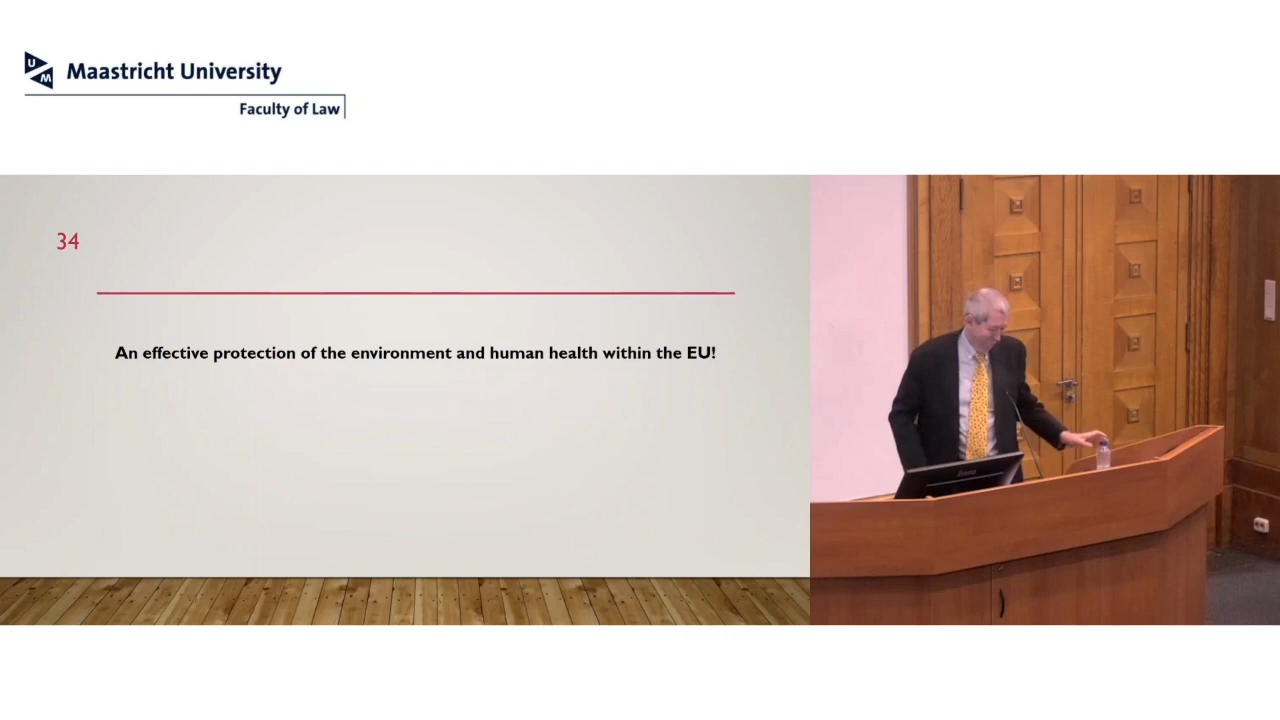 U
M
Maastricht University
Faculty of Law
34
An effective protection of the environment and human health within the EU!